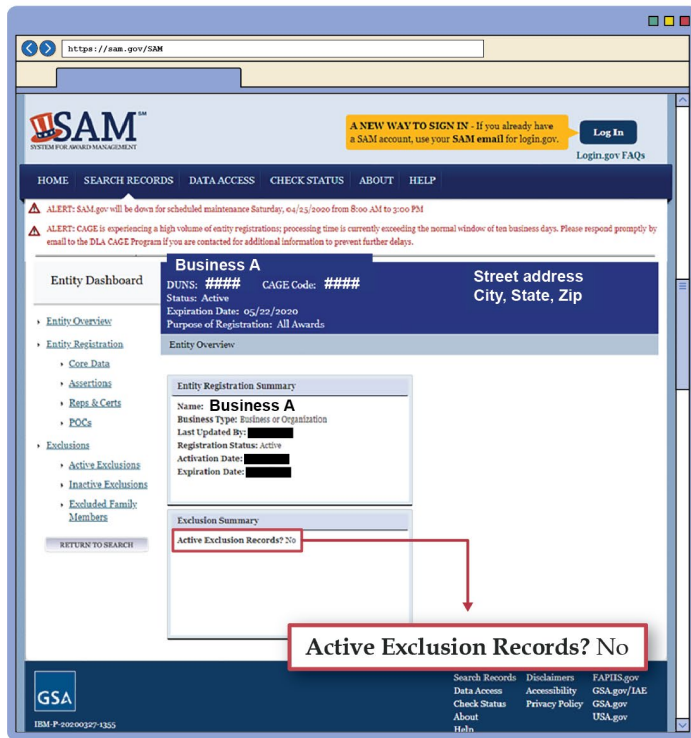 https://sam.gov/SAM
SAM SM
SYSTEM FOR AWARD MANAGEMENT
A NEW WAY TO SIGN IN - If you already have
a SAM account, use your SAM email for login.gov.
Log In
Login.gov FAQs
HOME SEARCH RECORDS DATA ACCESS CHECK STATUS ABOUT HELP
ALERT: SAM.gov will be down for scheduled maintenance Saturday, 04/25/2020 from 8:00 AM to 3:00 PM
ALERT: CAGE is experiencing a high volume of entity registrations; processing time is currently exceeding the normal window of ten business days. Please respond promptly by
email to the DLA CAGE Program if you are contacted for additional information to prevent further delays.
Entity Dashboard
Entity Overview
Entity Registration
Core Data
Assertions
Reps & Certs
POCs
Exclusions
Active Exclusions
Inactive Exclusions
Excluded Family
Members
RETURN TO SEARCH
Business A
DUNS: #### CAGE Code: ####
Status: Active
Expiration Date: 05/22/2020
Purpose of Registration: All Awards
Street address
City, State, Zip
Entity Overview
Entity Registration Summary
Name: Business A
Business Type: Business or Organization
Last Updated By:
Registration Status: Active
Activation Date:
Expiration Date:
Exclusion Summary
Active Exclusion Records? No
Active Exclusion Records? No
GSA
IBM-P-20200327-1355
Search Records Disclaimers FAPIIS.gov
Data Access Accessibility GSA.gov/IAE
Check Status Privacy Policy GSA.gov
About USA.gov
Help